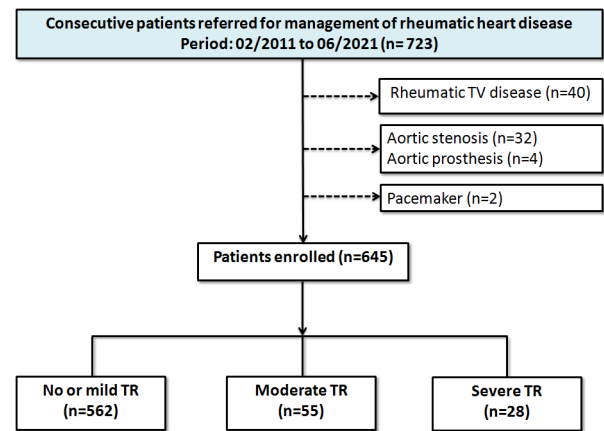 Consecutive patients referred for management of rheumatic heart disease
Period: 02/2011 to 06/2021 (n= 723)
Rheumatic TV disease (n=40)
Aortic stenosis (n=32)
Aortic prosthesis (n=4)
Pacemaker (n=2)
Patients enrolled (n=645)
No or mild TR
(n=562)
Moderate TR
(n=55)
Severe TR
(n=28)